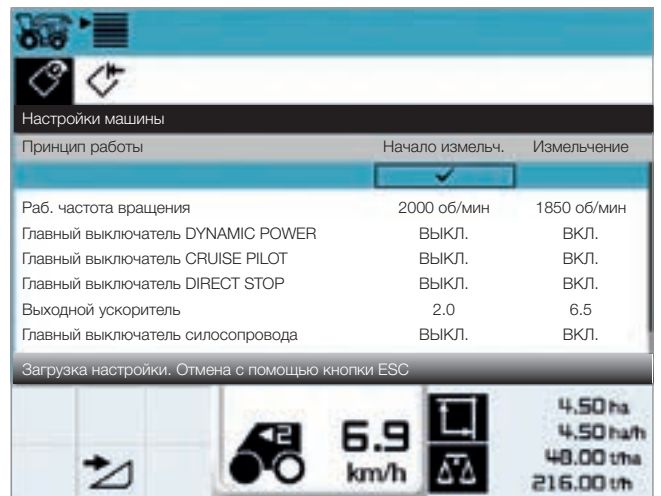 Настройки машины
Принцип работы Начало измельч. Измельчение
Раб. частота вращения 2000 об/мин 1850 об/мин
Главный выключатель DYNAMIC POWER ВЫКЛ. ВКЛ.
Главный выключатель CRUISE PILOT ВЫКЛ. ВКЛ.
Главный выключатель DIRECT STOP ВЫКЛ. ВКЛ.
Выходной ускоритель 2.0 6.5
Главный выключатель силосопровода ВЫКЛ. ВКЛ.
Загрузка настройки. Отмена с помощью кнопки ESC
2
6.9
km/h
4.50 ha
4.50 ha/h
48.00 t/ha
216.00 t/h